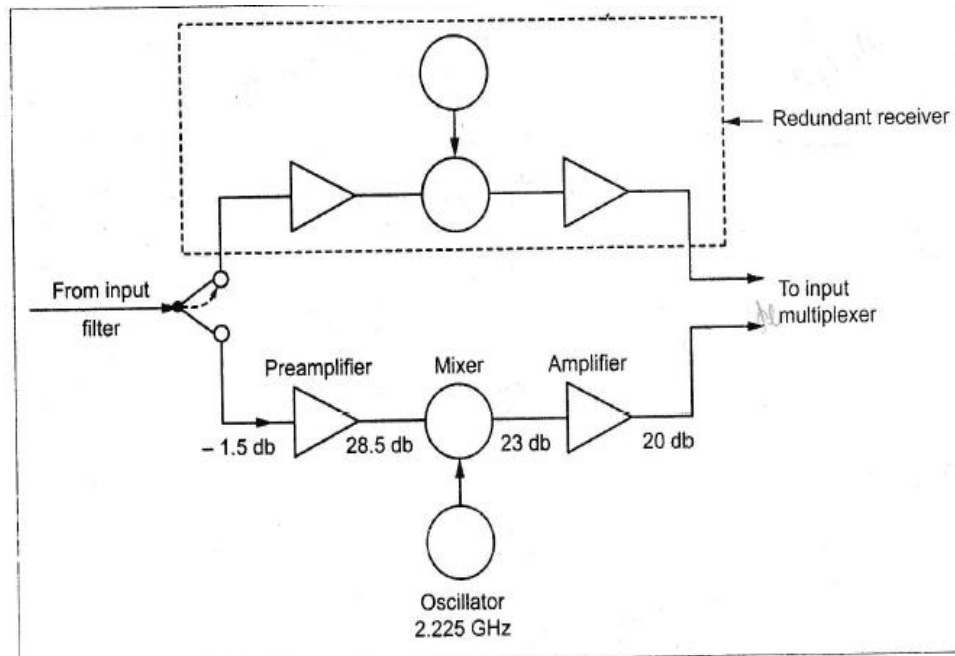 Redundant receiver
From input
filter
To input
multiplexer
Preamplifier
Mixer
Amplifier
– 1.5 db
28.5 db
23 db
20 db
Oscillator
2.225 GHz